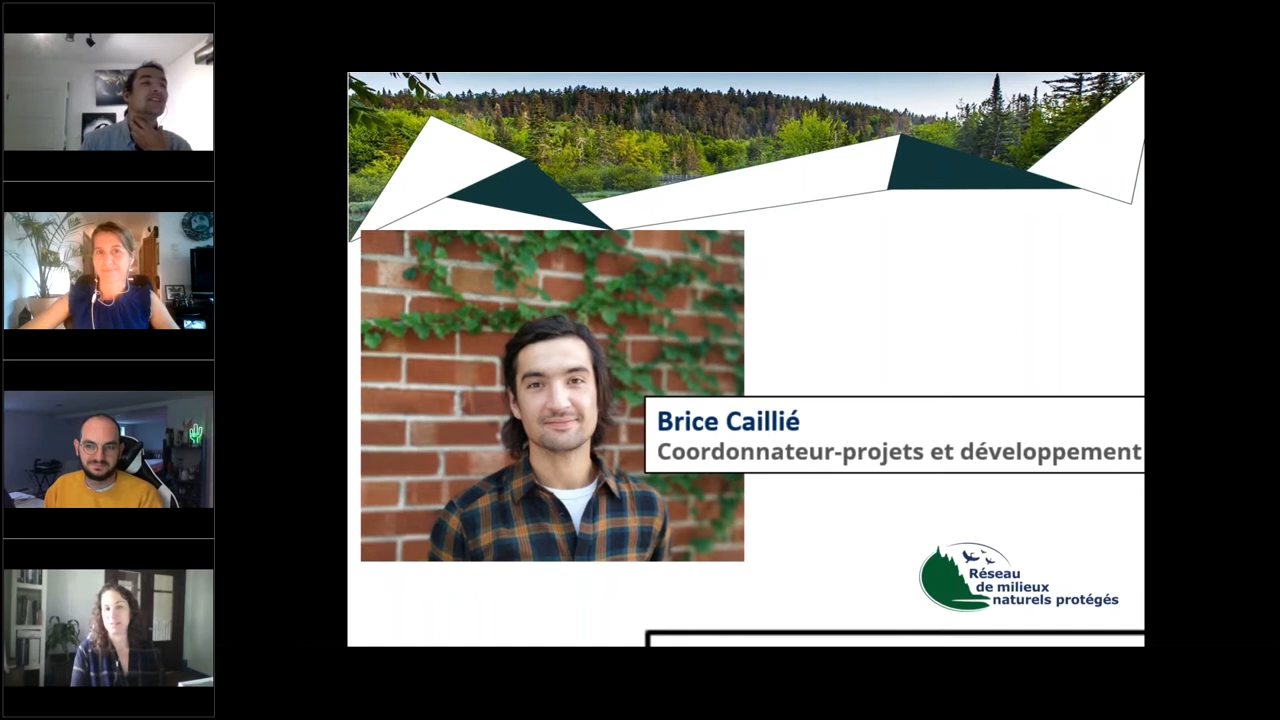 Brice Caillié
Coordonnateur-projets et développement
Réseau
de milieux
naturels protégés